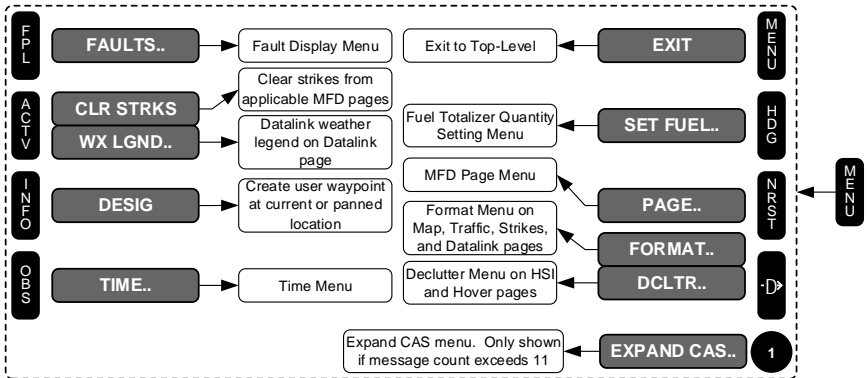 FPL
FAULTS..
Fault Display Menu
Exit to Top-Level
EXIT
MENU
ACTV
CLR STRKS
Clear strikes from
applicable MFD pages
WX LGND..
Datalink weather
legend on Datalink
page
Fuel Totalizer Quantity
Setting Menu
SET FUEL..
HDG
INFO
DESIG
Create user waypoint
at current or panned
location
MFD Page Menu
PAGE..
NRST
MENU
Format Menu on
Map, Traffic, Strikes,
and Datalink pages
FORMAT..
OBS
TIME..
Time Menu
Declutter Menu on HSI
and Hover pages
DCLTR..
D
Expand CAS menu. Only shown
if message count exceeds 11
EXPAND CAS..
1